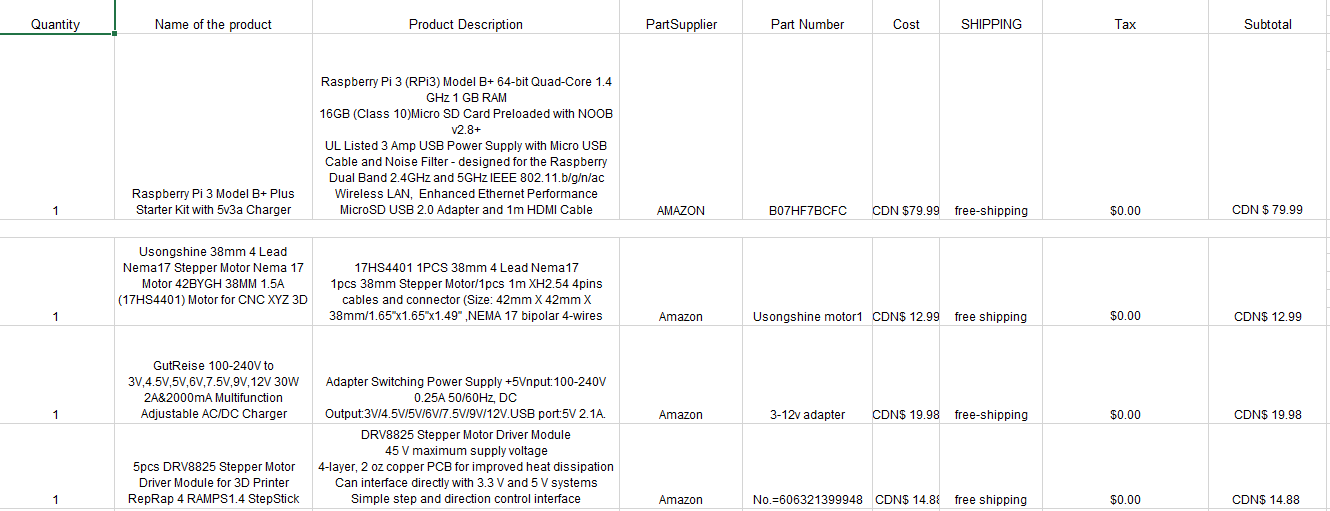 Quantity Name of the product Product Description PartSupplier Part Number Cost SHIPPING Tax Subtotal
Raspberry Pi 3 (RPi3) Model B+ 64-bit Quad-Core 1.4
GHz 1 GB RAM
16GB (Class 10)Micro SD Card Preloaded with NOOB
v2.8+
UL Listed 3 Amp USB Power Supply with Micro USB
Cable and Noise Filter - designed for the Raspberry
Dual Band 2.4GHz and 5GHz IEEE 802.11.b/g/n/ac
Raspberry Pi 3 Model B+ Plus Wireless LAN, Enhanced Ethernet Performance
1 Starter Kit with 5v3a Charger MicroSD USB 2.0 Adapter and 1m HDMI Cable AMAZON B07HF7BCFC CDN $79.99 free-shipping $0.00 CDN $ 79.99
Usongshine 38mm 4 Lead
Nema17 Stepper Motor Nema 17 17HS4401 1PCS 38mm 4 Lead Nema17
Motor 42BYGH 38MM 1.5A 1pcs 38mm Stepper Motor/1pcs 1m XH2.54 4pins
(17HS4401) Motor for CNC XYZ 3D cables and connector (Size: 42mm X 42mm X
1 38mm/1.65"x1.65"x1.49" ,NEMA 17 bipolar 4-wires Amazon Usongshine motor1 CDN$ 12.99 free shipping $0.00 CDN$ 12.99
GutReise 100-240V to
3V,4.5V,5V,6V,7.5V,9V,12V 30W Adapter Switching Power Supply +5Vnput:100-240V
2A&2000mA Multifunction 0.25A 50/60Hz, DC
1 Adjustable AC/DC Charger Output:3V/4.5V/5V/6V/7.5V/9V/12V.USB port:5V 2.1A. Amazon 3-12v adapter CDN$ 19.98 free-shipping $0.00 CDN$ 19.98
DRV8825 Stepper Motor Driver Module
45 V maximum supply voltage
5pcs DRV8825 Stepper Motor 4-layer, 2 oz copper PCB for improved heat dissipation
Driver Module for 3D Printer Can interface directly with 3.3 V and 5 V systems
1 RepRap 4 RAMPS1.4 StepStick Simple step and direction control interface Amazon No.=606321399948 CDN$ 14.88 free shipping $0.00 CDN$ 14.88